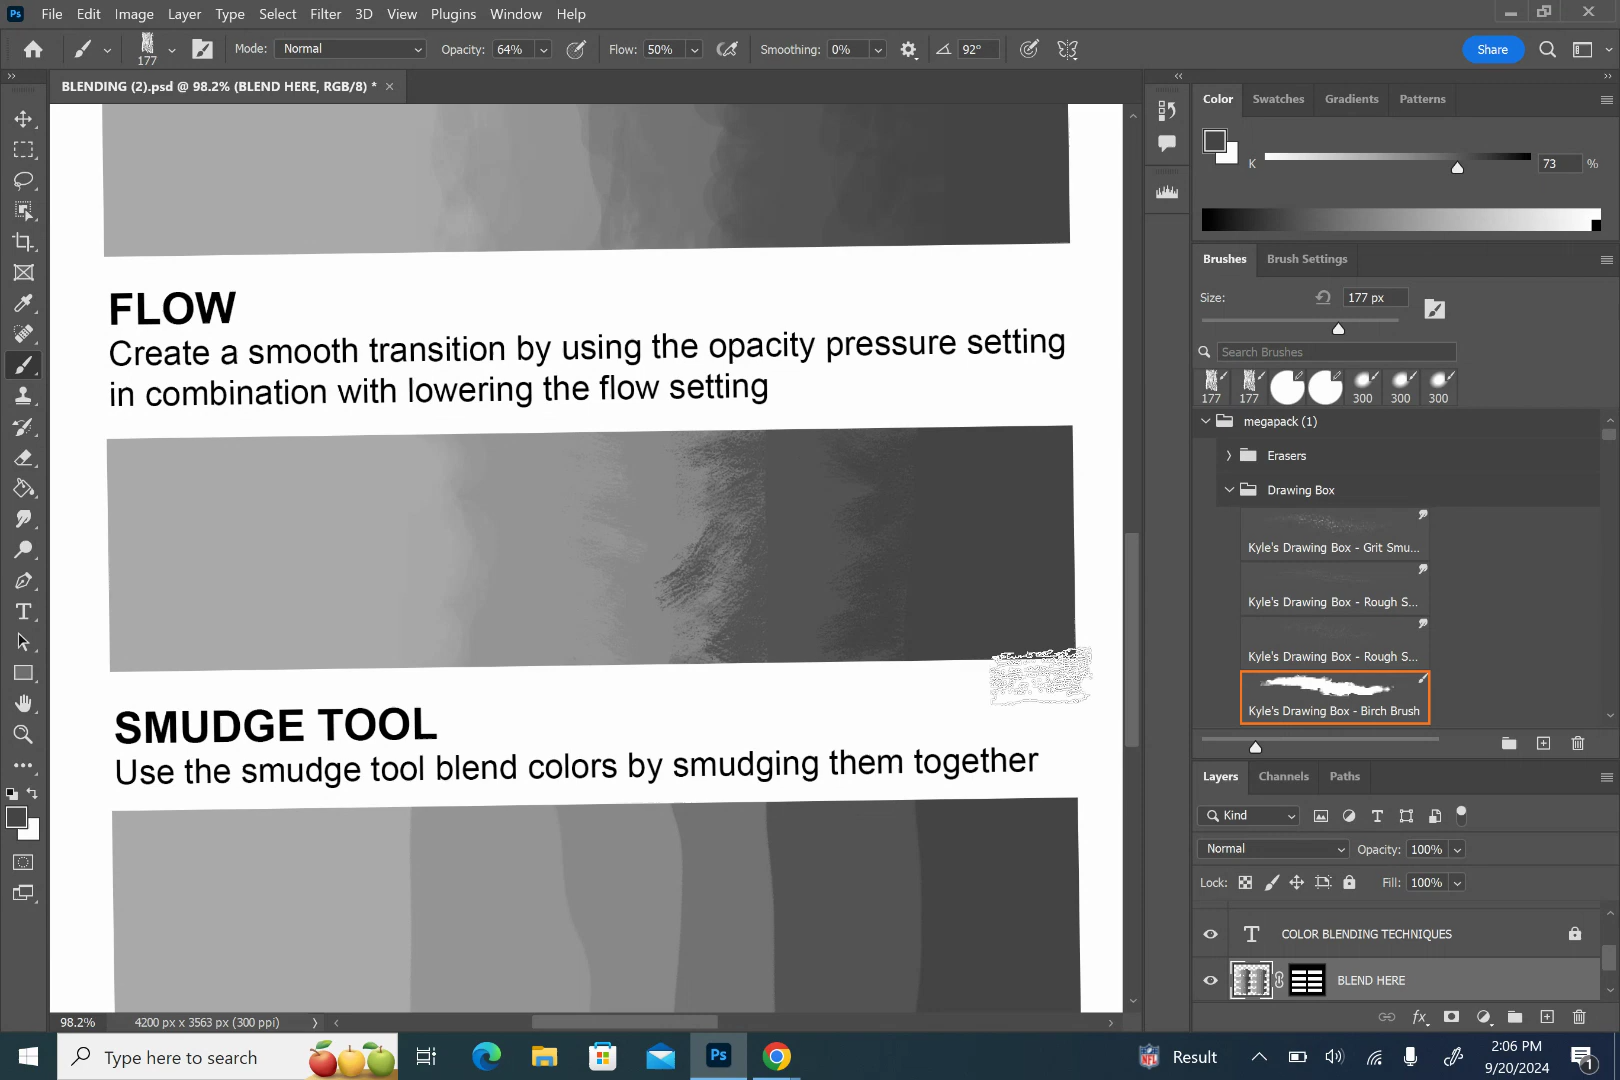 Ps File Edit Image Layer Type Select Filter 3D View Plugins Window Help
177 Mode: Normal Opacity: 64% Flow: 50% Smoothing: 0% 92° Share
BLENDING (2).psd @ 98.2% (BLEND HERE, RGB/8) *
Color Swatches Gradients Patterns
K 73 %
FLOW
Create a smooth transition by using the opacity pressure setting
in combination with lowering the flow setting
SMUDGE TOOL
Use the smudge tool blend colors by smudging them together
Brushes Brush Settings
Size: 177 px
Search Brushes
177 177 300 300 300
megapack (1)
Erasers
Drawing Box
Kyle's Drawing Box - Grit Smu...
Kyle's Drawing Box - Rough S...
Kyle's Drawing Box - Rough S...
Kyle's Drawing Box - Birch Brush
Layers Channels Paths
Kind
Normal Opacity: 100%
Lock: Fill: 100%
COLOR BLENDING TECHNIQUES
BLEND HERE
98.2% 4200 px x 3563 px (300 ppi)
Type here to search
Ps
Result
2:06 PM
9/20/2024
1